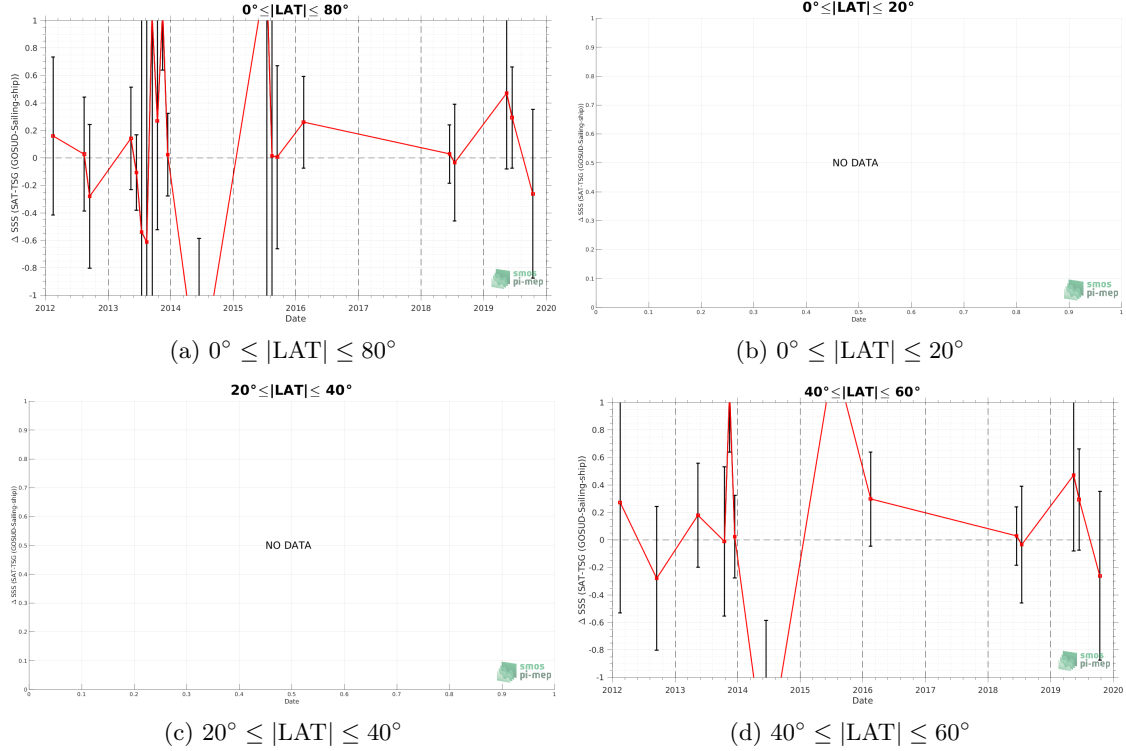 0°≤|LAT|≤ 80°
Δ SSS (SAT-TSG (GOSUD-Sailing-ship))
1
0.8
0.6
0.4
0.2
0
-0.2
-0.4
-0.6
-0.8
-1
2012 2013 2014 2015 2016 2017 2018 2019 2020
Date
smos
pi-mep
(a) 0° ≤ |LAT| ≤ 80°
0°≤|LAT|≤ 20°
Δ SSS (SAT-TSG (GOSUD-Sailing-ship))
1
0.9
0.8
0.7
0.6
0.5
0.4
0.3
0.2
0.1
0
NO DATA
0 0.1 0.2 0.3 0.4 0.5 0.6 0.7 0.8 0.9 1
Date
smos
pi-mep
(b) 0° ≤ |LAT| ≤ 20°
20°≤|LAT|≤ 40°
Δ SSS (SAT-TSG (GOSUD-Sailing-ship))
1
0.9
0.8
0.7
0.6
0.5
0.4
0.3
0.2
0.1
0
NO DATA
0 0.1 0.2 0.3 0.4 0.5 0.6 0.7 0.8 0.9 1
Date
smos
pi-mep
(c) 20° ≤ |LAT| ≤ 40°
40°≤|LAT|≤ 60°
Δ SSS (SAT-TSG (GOSUD-Sailing-ship))
1
0.8
0.6
0.4
0.2
0
-0.2
-0.4
-0.6
-0.8
-1
2012 2013 2014 2015 2016 2017 2018 2019 2020
Date
smos
pi-mep
(d) 40° ≤ |LAT| ≤ 60°